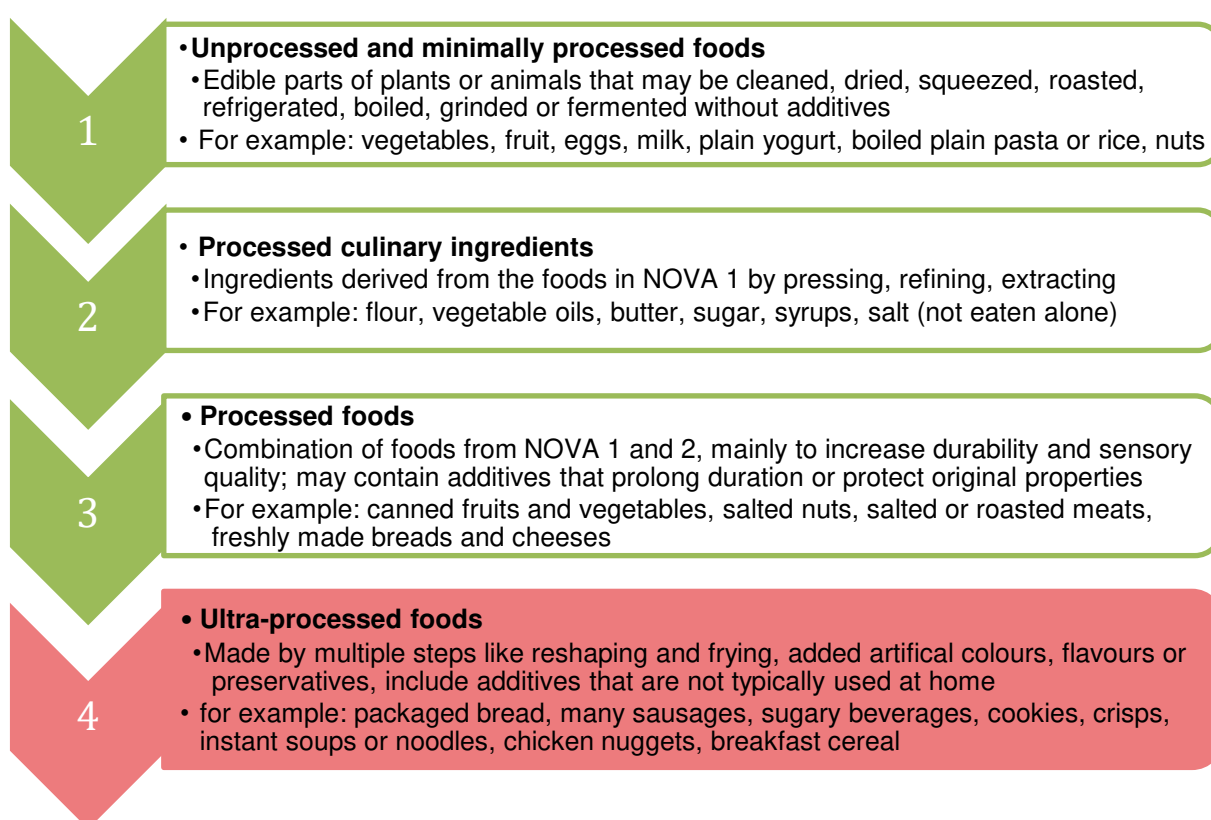 1
•Unprocessed and minimally processed foods
•Edible parts of plants or animals that may be cleaned, dried, squeezed, roasted,
refrigerated, boiled, grinded or fermented without additives
• For example: vegetables, fruit, eggs, milk, plain yogurt, boiled plain pasta or rice, nuts
2
• Processed culinary ingredients
•Ingredients derived from the foods in NOVA 1 by pressing, refining, extracting
•For example: flour, vegetable oils, butter, sugar, syrups, salt (not eaten alone)
3
• Processed foods
•Combination of foods from NOVA 1 and 2, mainly to increase durability and sensory
quality; may contain additives that prolong duration or protect original properties
•For example: canned fruits and vegetables, salted nuts, salted or roasted meats,
freshly made breads and cheeses
4
• Ultra-processed foods
•Made by multiple steps like reshaping and frying, added artifical colours, flavours or
preservatives, include additives that are not typically used at home
• for example: packaged bread, many sausages, sugary beverages, cookies, crisps,
instant soups or noodles, chicken nuggets, breakfast cereal